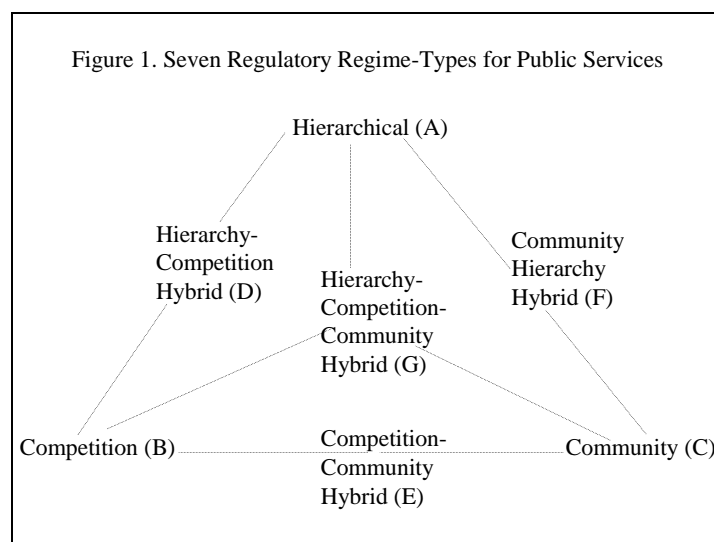 Figure 1. Seven Regulatory Regime-Types for Public Services
Hierarchical (A)
Hierarchy-
Competition
Hybrid (D)
Community
Hierarchy
Hybrid (F)
Hierarchy-
Competition-
Community
Hybrid (G)
Competition (B)
Competition-
Community
Hybrid (E)
Community (C)